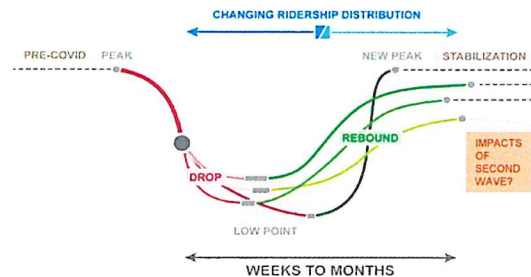 CHANGING RIDERSHIP DISTRIBUTION
PRE-COVID PEAK NEW PEAK STABILIZATION
REBOUND
IMPACTS
OF
SECOND
WAVE?
DROP
LOW POINT
WEEKS TO MONTHS